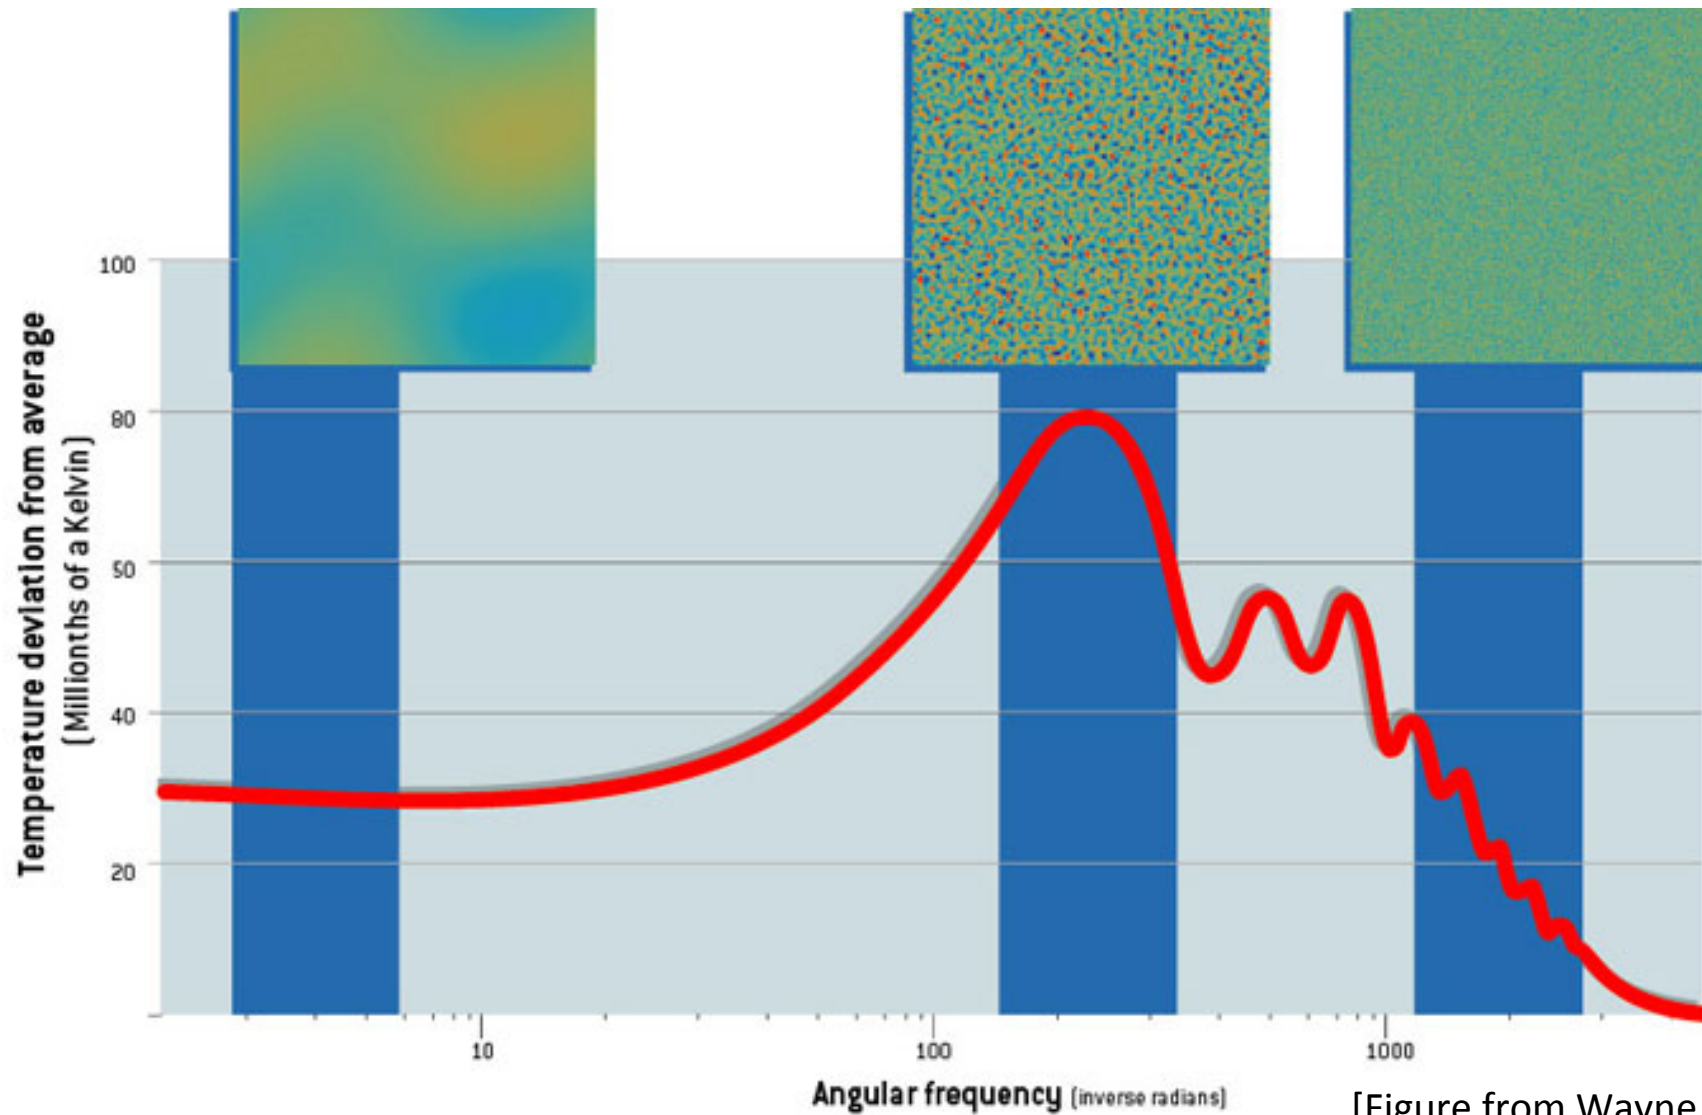 100
80
50
40
20
Temperature deviation from average
(Millionths of a Kelvin)
10
100
1000
Angular frequency (inverse radians)
[Figure from Wayne